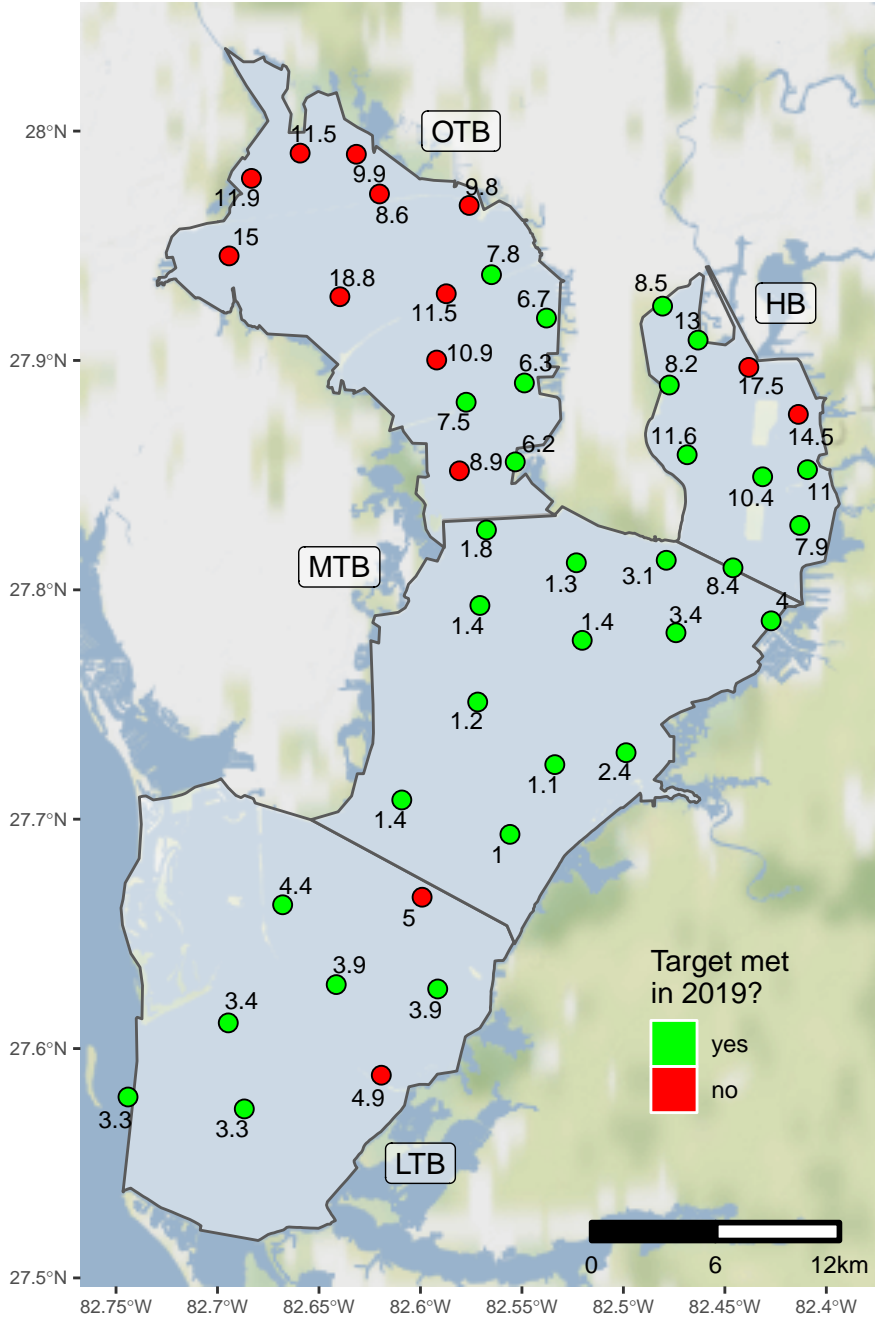 11.5
OTB
28°N
9.9
9.8
11.9
8.6
15
7.8
18.8
6.7
8.5
HB
11.5
13
10.9
6.3
8.2
17.5
27.9°N
7.5
11.6
14.5
8.9
6.2
10.4
11
1.8
7.9
MTB
1.3
3.1
8.4
4
27.8°N
1.4
1.4
3.4
1.2
1.1
2.4
1.4
27.7°N
1
4.4
5
3.9
Target met
in 2019?
3.4
3.9
yes
27.6°N
no
4.9
3.3
3.3
LTB
0
6
12km
27.5°N
82.75°W
82.7°W
82.65°W
82.6°W
82.55°W
82.5°W
82.45°W
82.4°W